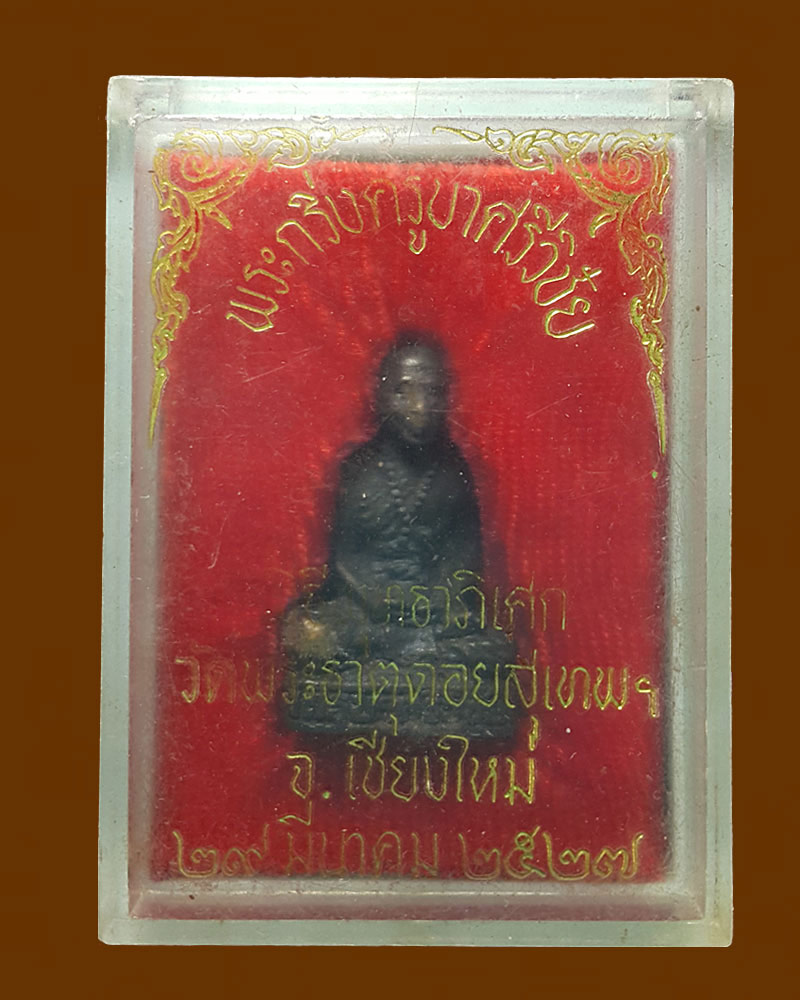 พระกริ่งครูบาศรีวิชัย
พิธีพุทธาภิเศก
วัดพระธาตุดอยสุเทพฯ
จ. เชียงใหม่
๒๙ มีนาคม ๒๕๒๗